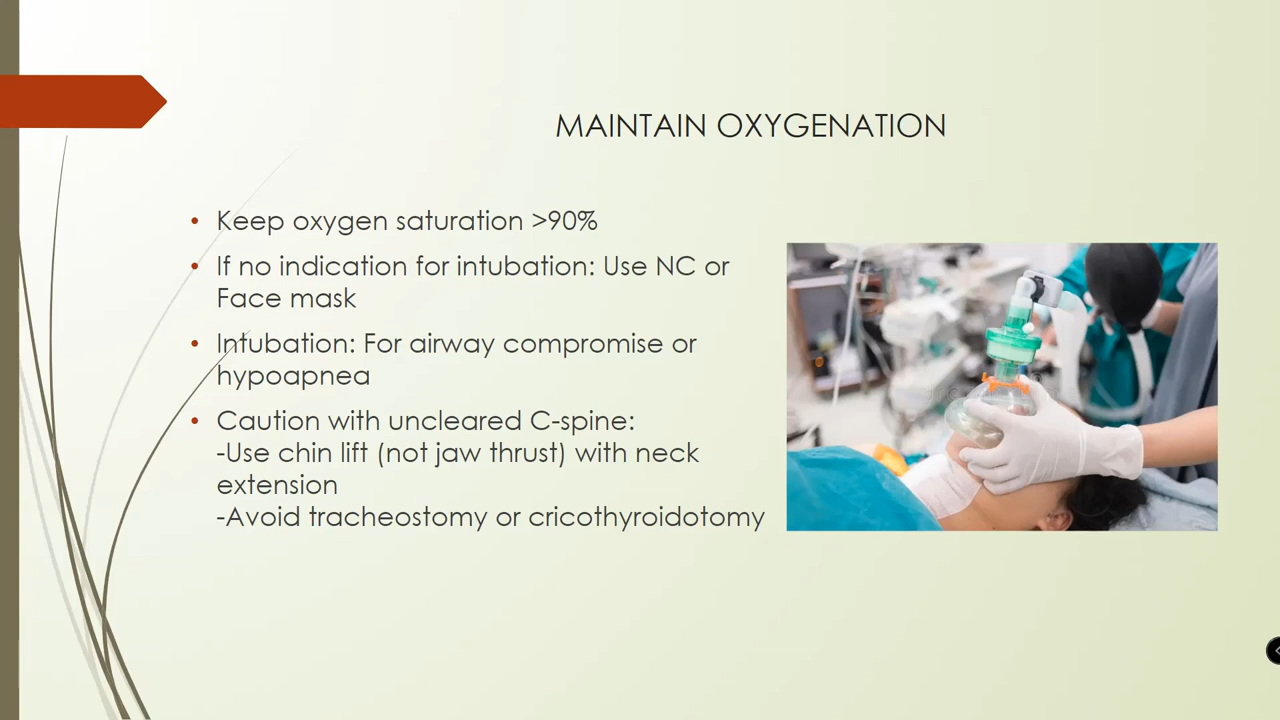 MAINTAIN OXYGENATION
• Keep oxygen saturation >90%
• If no indication for intubation: Use NC or
Face mask
• Intubation: For airway compromise or
hypoapnea
• Caution with uncleared C-spine:
-Use chin lift (not jaw thrust) with neck
extension
-Avoid tracheostomy or cricothyroidotomy